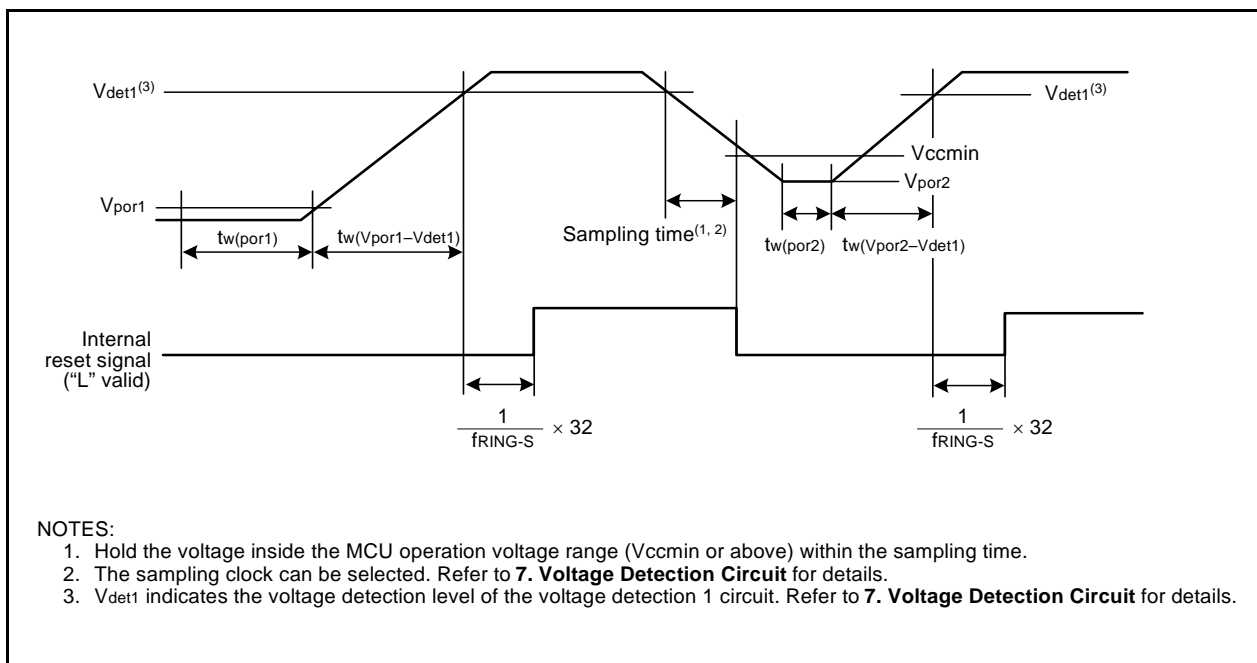 Vdet1(3)
Vdet1(3)
Vccmin
Vpor2
Vpor1
tw(por1)
tw(Vpor1–Vdet1)
Sampling time(1, 2)
tw(por2)
tw(Vpor2–Vdet1)
Internal
reset signal
(“L” valid)
1
fRING-S
× 32
1
fRING-S
× 32
NOTES:
1. Hold the voltage inside the MCU operation voltage range (Vccmin or above) within the sampling time.
2. The sampling clock can be selected. Refer to 7. Voltage Detection Circuit for details.
3. Vdet1 indicates the voltage detection level of the voltage detection 1 circuit. Refer to 7. Voltage Detection Circuit for details.